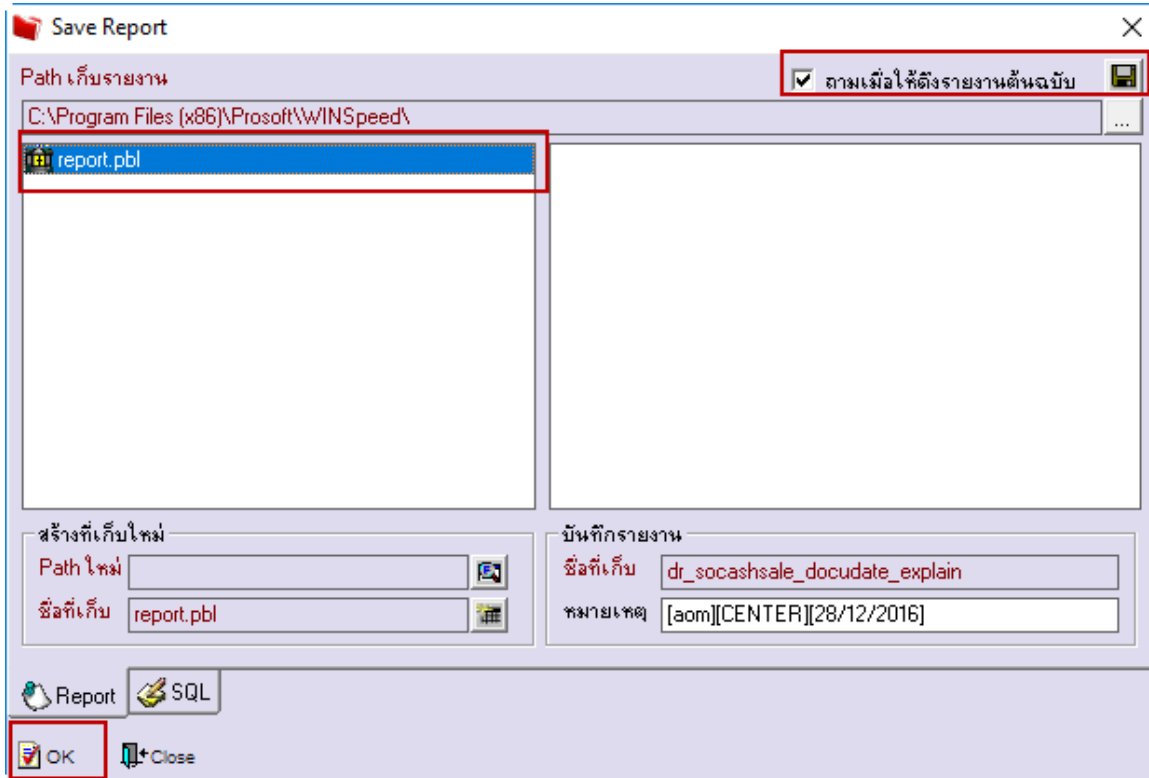 Save Report
Path เก็บรายงาน
ถามเมื่อให้ดึงรายงานต้นฉบับ
C:\Program Files (x86)\Prosoft\WINSpeed\
...
report.pbl
สร้างที่เก็บใหม่
Path ใหม่
ชื่อที่เก็บ report.pbl
บันทึกรายงาน
ชื่อที่เก็บ dr_socashsale_docudate_explain
หมายเหตุ [aom][CENTER][28/12/2016]
Report SQL
OK Close